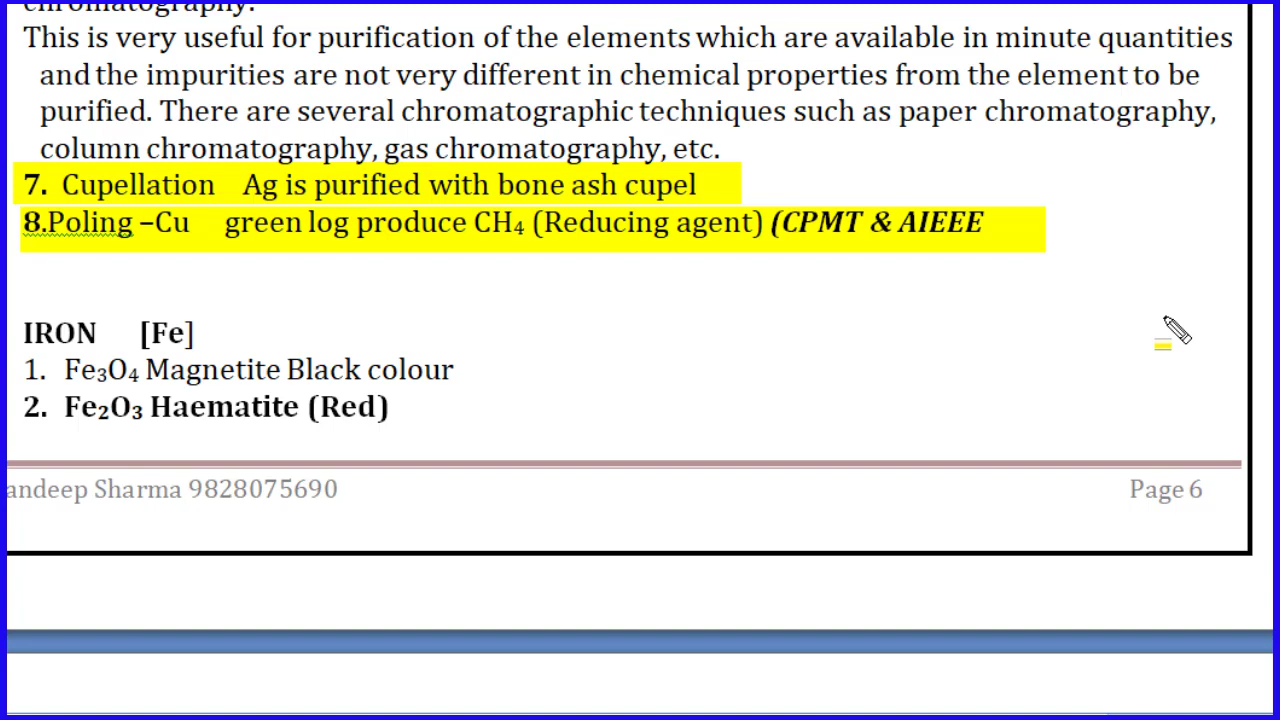 chromatography.
This is very useful for purification of the elements which are available in minute quantities
and the impurities are not very different in chemical properties from the element to be
purified. There are several chromatographic techniques such as paper chromatography,
column chromatography, gas chromatography, etc.
7. Cupellation Ag is purified with bone ash cupel
8.Poling –Cu green log produce CH₄ (Reducing agent) (CPMT & AIEEE
IRON [Fe]
1. Fe₃O₄ Magnetite Black colour
2. Fe₂O₃ Haematite (Red)
andeep Sharma 9828075690 Page 6